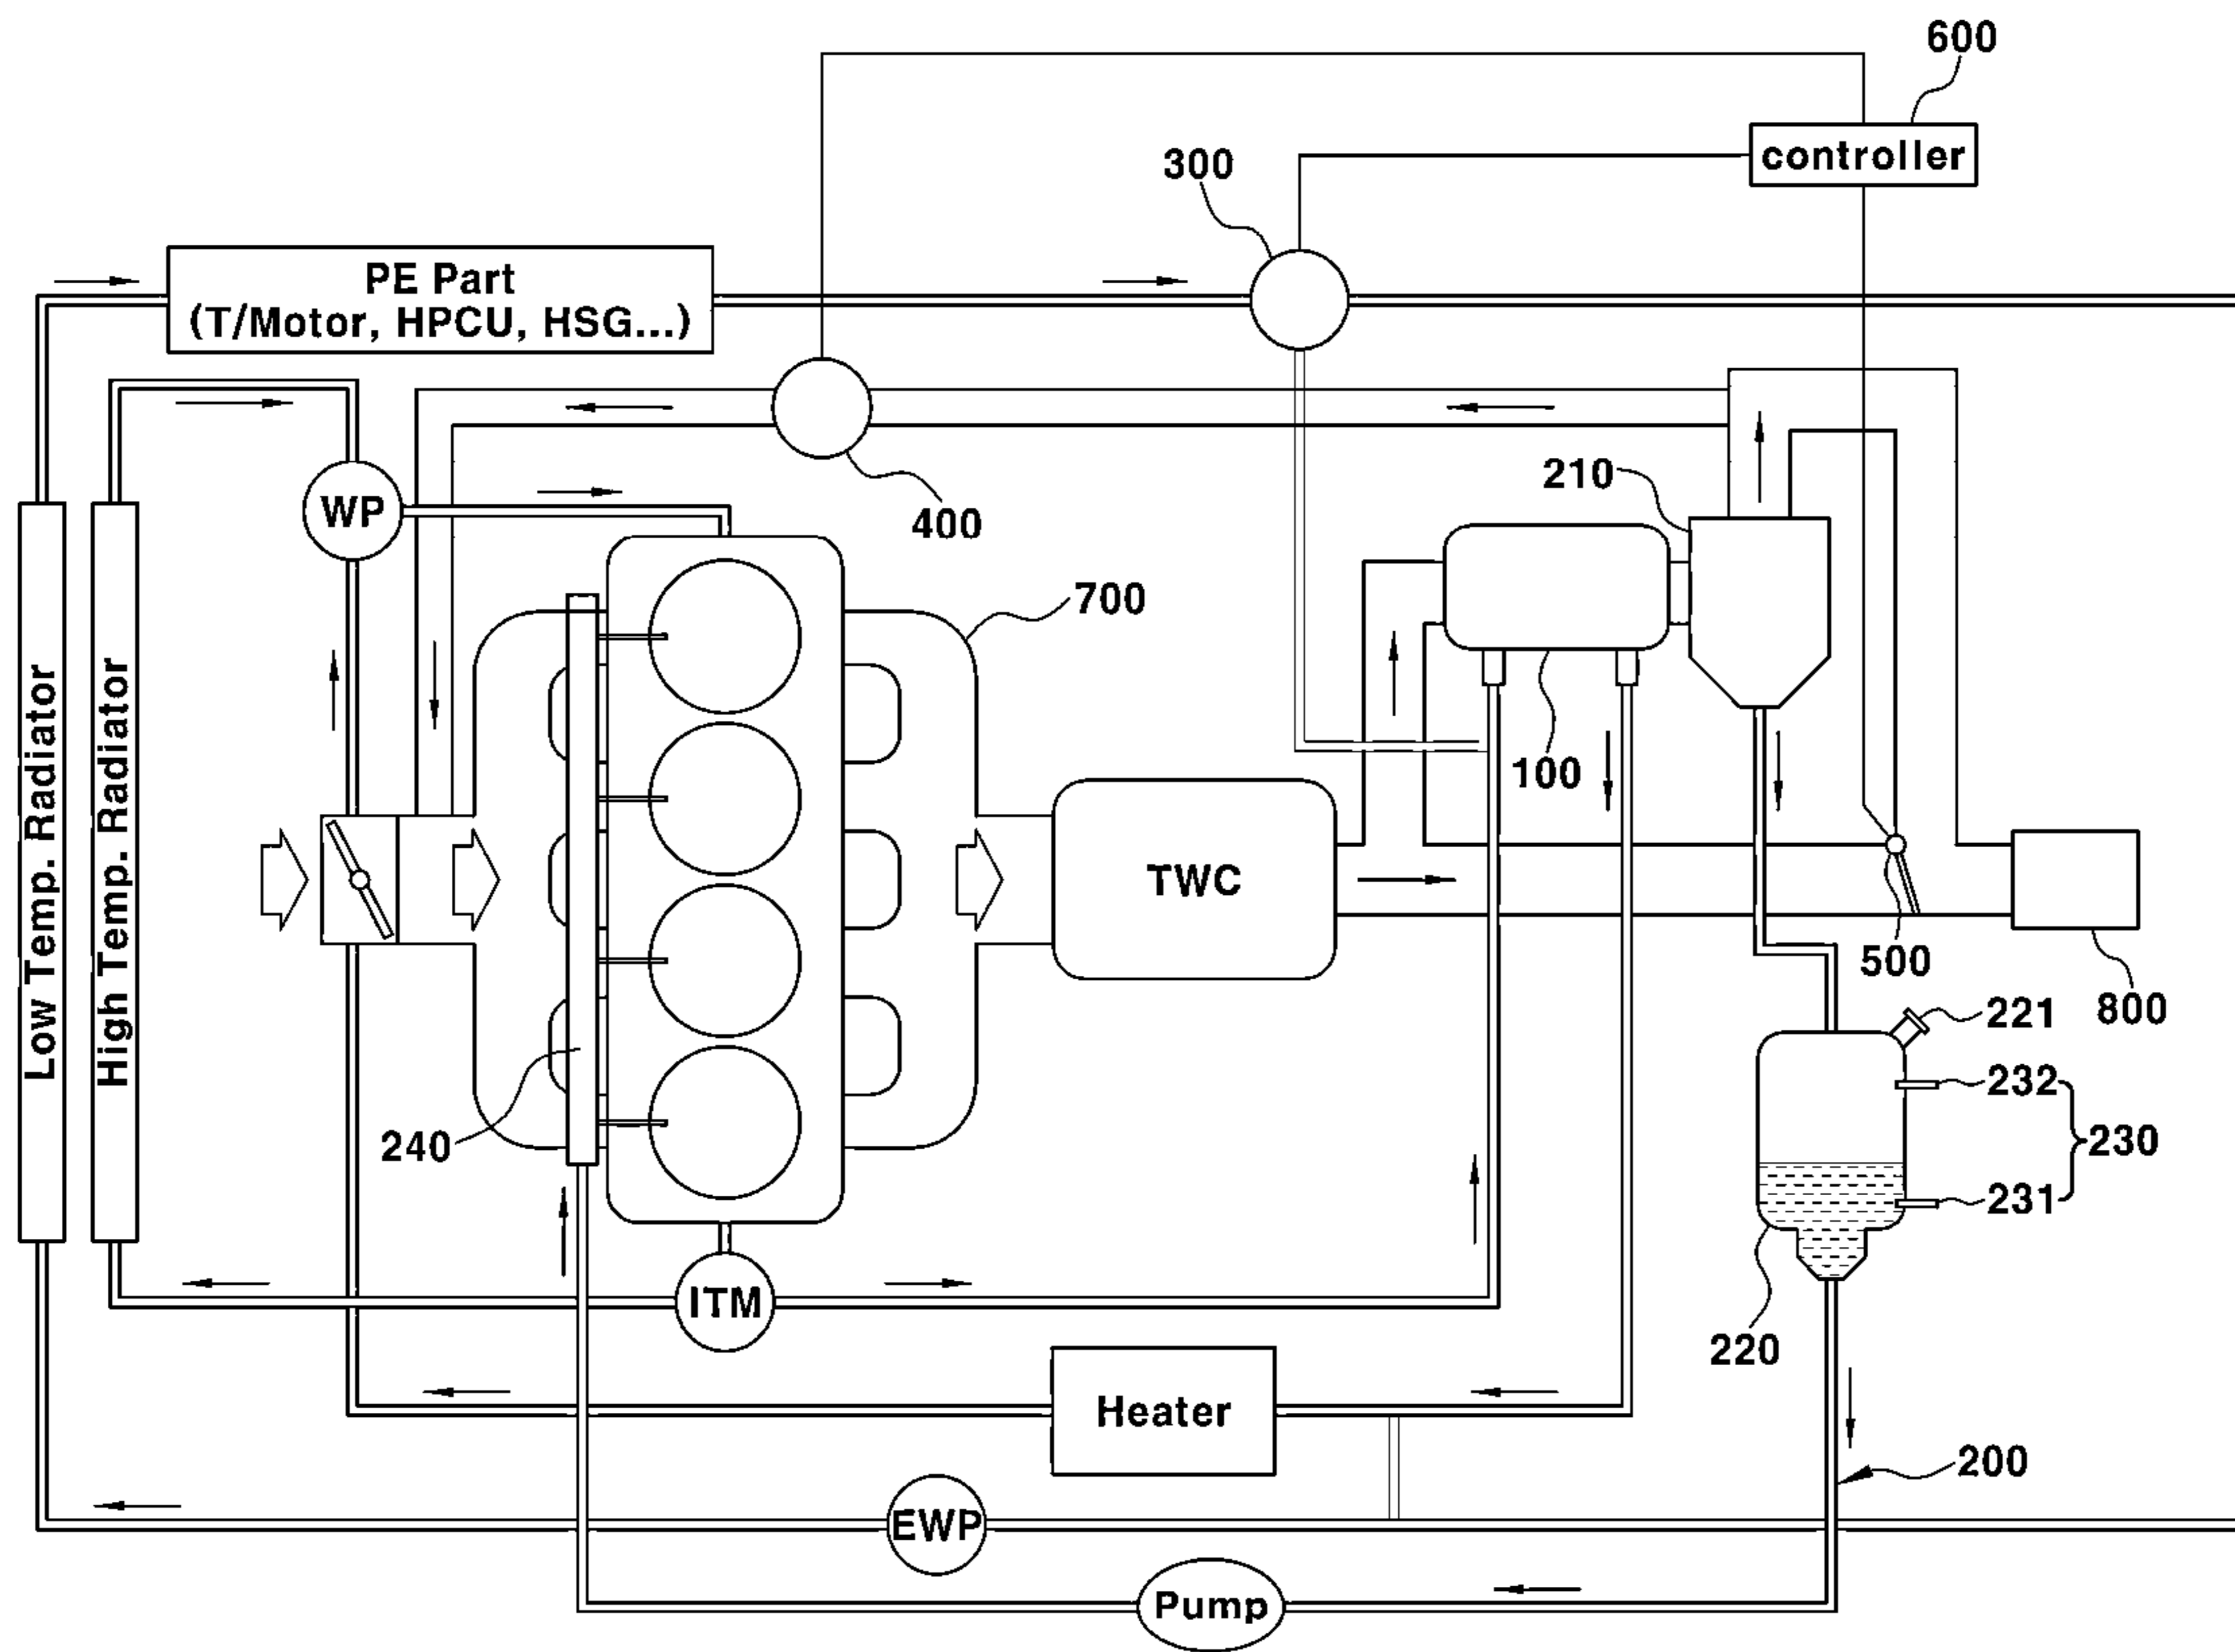 600
controller
300
PE Part
(T/Motor, HPCU, HSG...)
210
WP
400
700
Low Temp. Radiator
High Temp. Radiator
100
TWC
500
800
221
232
230
231
240
220
ITM
Heater
200
EWP
Pump